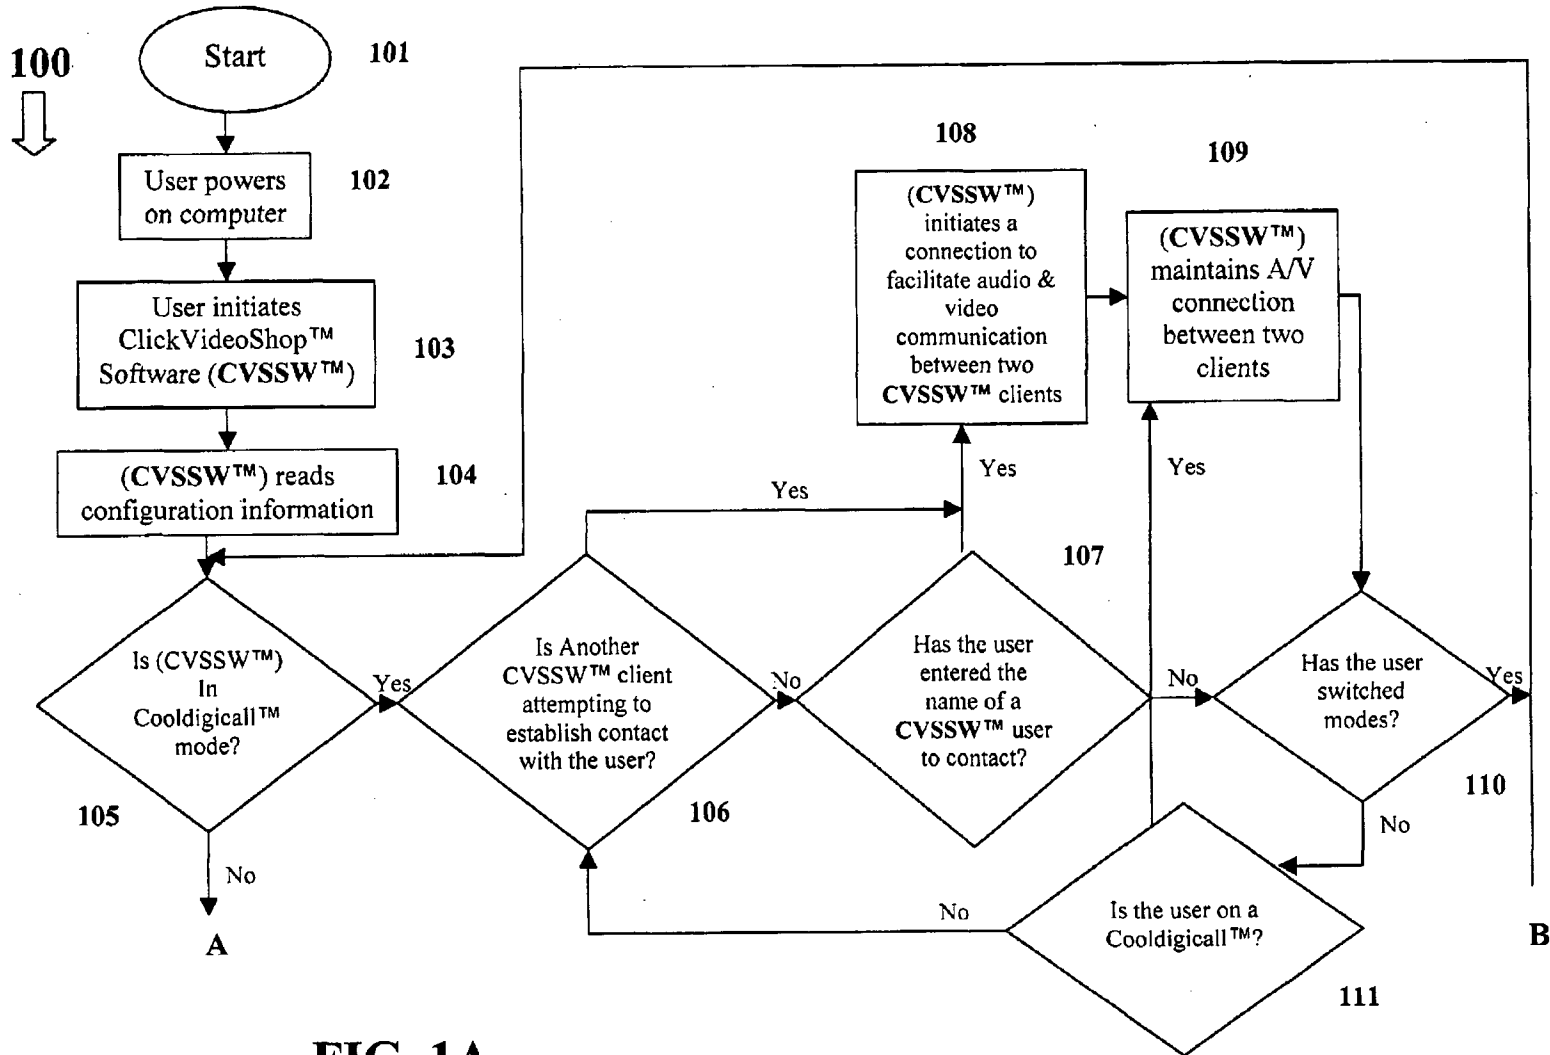 100
Start
101
User powers
on computer
102
User initiates
ClickVideoShop™
Software (CVSSW™)
103
(CVSSW™) reads
configuration information
104
Is (CVSSW™)
In
Cooldigicall™
mode?
105
Yes
No
A
Is Another
CVSSW™ client
attempting to
establish contact
with the user?
106
Yes
No
Has the user
entered the
name of a
CVSSW™ user
to contact?
107
Yes
No
108
(CVSSW™)
initiates a
connection to
facilitate audio &
video
communication
between two
CVSSW™ clients
109
(CVSSW™)
maintains A/V
connection
between two
clients
Yes
Has the user
switched
modes?
110
Yes
No
Is the user on a
Cooldigicall™?
111
No
B
FIG. 1A